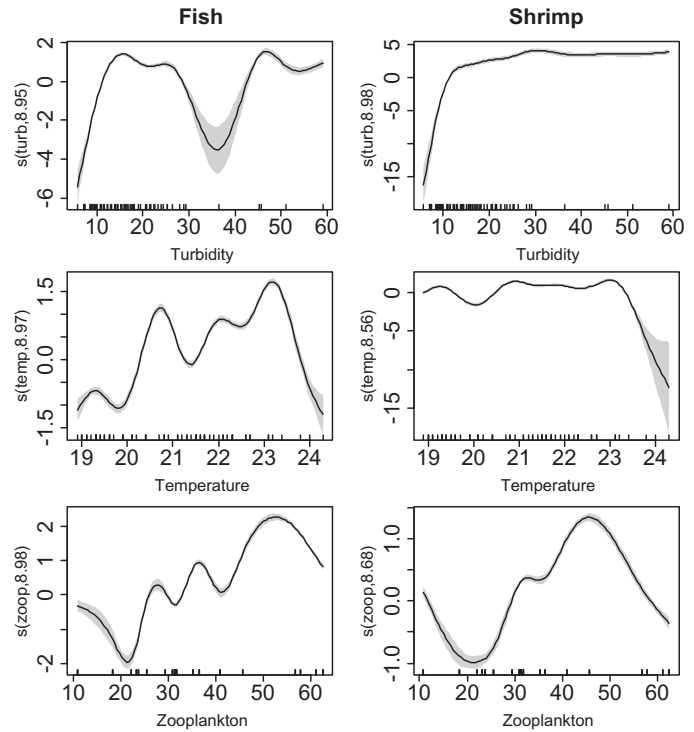 Fish Shrimp
s(turb,8.95)
-6 -4 -2 0 2
10 20 30 40 50 60
Turbidity
s(turb,8.98)
-15 -5 0 5
10 20 30 40 50 60
Turbidity
s(temp,8.97)
-1.5 0.0 1.5
19 20 21 22 23 24
Temperature
s(temp,8.56)
-15 -5 0
19 20 21 22 23 24
Temperature
s(zoop,8.98)
-2 0 1 2
10 20 30 40 50 60
Zooplankton
s(zoop,8.68)
-1.0 0.0 1.0
10 20 30 40 50 60
Zooplankton